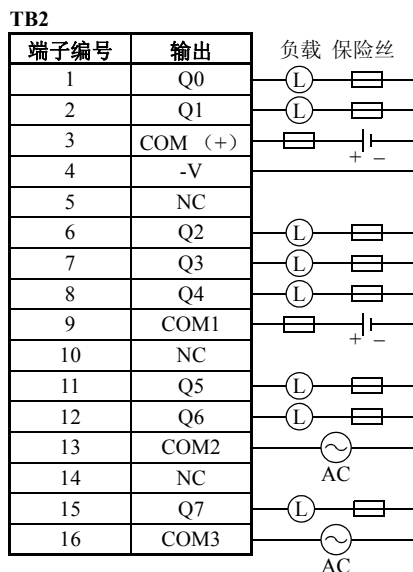 TB2
端子编号 输出 负载 保险丝
1 Q0 L
2 Q1 L
3 COM （+） + −
4 -V
5 NC
6 Q2 L
7 Q3 L
8 Q4 L
9 COM1 + −
10 NC
11 Q5 L
12 Q6 L
13 COM2
AC
14 NC
15 Q7 L
16 COM3
AC